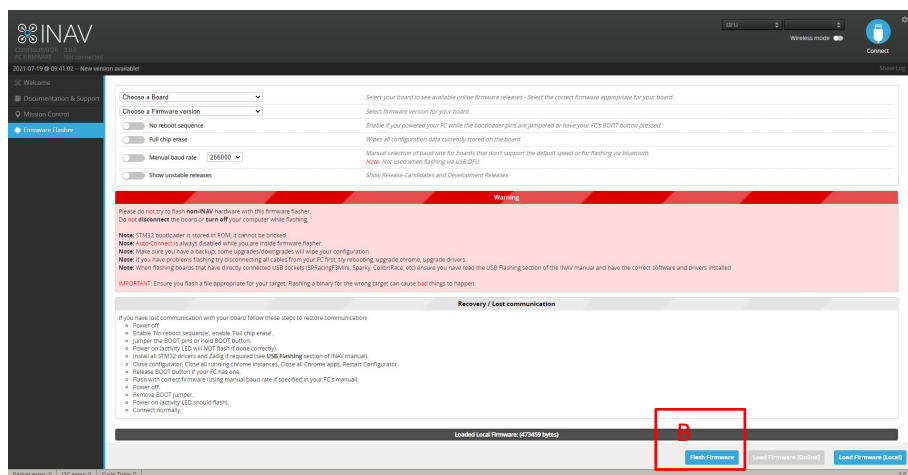 INAV
CONFIGURATOR 3.0.0
FC FIRMWARE Not connected
DFU
Wireless mode
Connect
2021-07-19 @ 09:41:02 -- New version available!
Show Log
Welcome
Documentation & Support
Mission Control
Firmware Flasher
Choose a Board
Select your board to see available online firmware releases - Select the correct firmware appropriate for your board.
Choose a Firmware version
Select firmware version for your board.
No reboot sequence
Enable if you powered your FC while the bootloader pins are jumpered or have your FC's BOOT button pressed.
Full chip erase
Wipes all configuration data currently stored on the board.
Manual baud rate 256000
Manual selection of baud rate for boards that don't support the default speed or for flashing via bluetooth
Note: Not used when flashing via USB DFU
Show unstable releases
Show Release-Candidates and Development Releases.
Warning
Please do not try to flash non-INAV hardware with this firmware flasher.
Do not disconnect the board or turn off your computer while flashing.
Note: STM32 bootloader is stored in ROM, it cannot be bricked.
Note: Auto-Connect is always disabled while you are inside firmware flasher.
Note: Make sure you have a backup; some upgrades/downgrades will wipe your configuration.
Note: If you have problems flashing try disconnecting all cables from your FC first, try rebooting, upgrade chrome, upgrade drivers.
Note: When flashing boards that have directly connected USB sockets (SPRacingF3Mini, Sparky, ColibriRace, etc) ensure you have read the USB Flashing section of the INAV manual and have the correct software and drivers installed
IMPORTANT: Ensure you flash a file appropriate for your target. Flashing a binary for the wrong target can cause bad things to happen.
Recovery / Lost communication
If you have lost communication with your board follow these steps to restore communication:
Power off
Enable 'No reboot sequence', enable 'Full chip erase'.
Jumper the BOOT pins or hold BOOT button.
Power on (activity LED will NOT flash if done correctly).
Install all STM32 drivers and Zadig if required (see USB Flashing section of INAV manual).
Close configurator, Close all running chrome instances, Close all Chrome apps, Restart Configurator.
Release BOOT button if your FC has one.
Flash with correct firmware (using manual baud rate if specified in your FC's manual).
Power off.
Remove BOOT jumper.
Power on (activity LED should flash).
Connect normally.
Loaded Local Firmware: (473459 bytes)
B
Flash Firmware
Load Firmware [Online]
Load Firmware [Local]
Packet error: 0 I2C error: 0 Cycle Time: 0
3.0